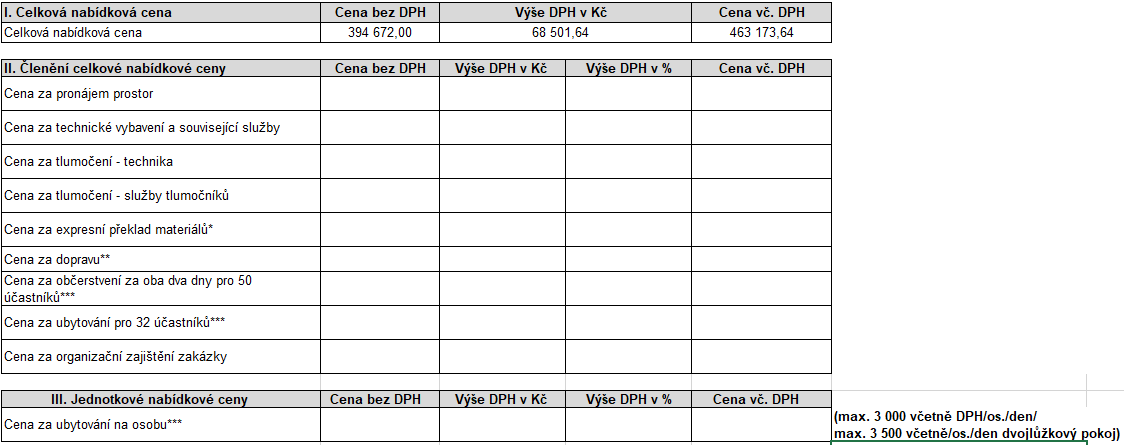 I. Celková nabídková cena Cena bez DPH Výše DPH v Kč Cena vč. DPH
Celková nabídková cena 394 672,00 68 501,64 463 173,64
II. Členění celkové nabídkové ceny Cena bez DPH Výše DPH v Kč Výše DPH v % Cena vč. DPH
Cena za pronájem prostor
Cena za technické vybavení a související služby
Cena za tlumočení - technika
Cena za tlumočení - služby tlumočníků
Cena za expresní překlad materiálů*
Cena za dopravu**
Cena za občerstvení za oba dva dny pro 50
účastníků***
Cena za ubytování pro 32 účastníků***
Cena za organizační zajištění zakázky
III. Jednotkové nabídkové ceny Cena bez DPH Výše DPH v Kč Výše DPH v % Cena vč. DPH
Cena za ubytování na osobu***
(max. 3 000 včetně DPH/os./den/
max. 3 500 včetně/os./den dvojlůžkový pokoj)